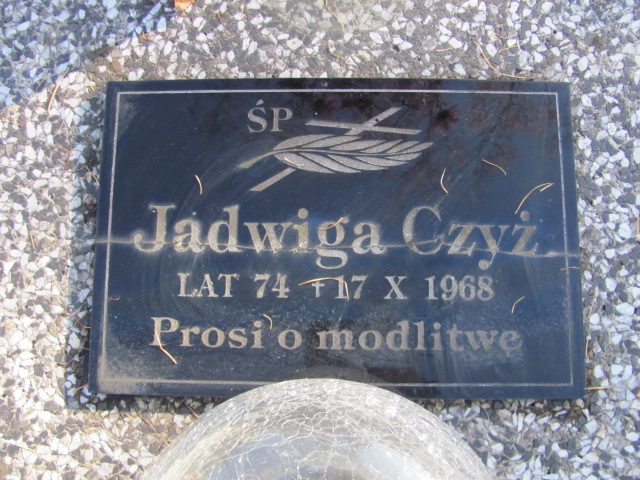 ŚP
Jadwiga Czyż
LAT 74 +17 X 1968
Prosi o modlitwę